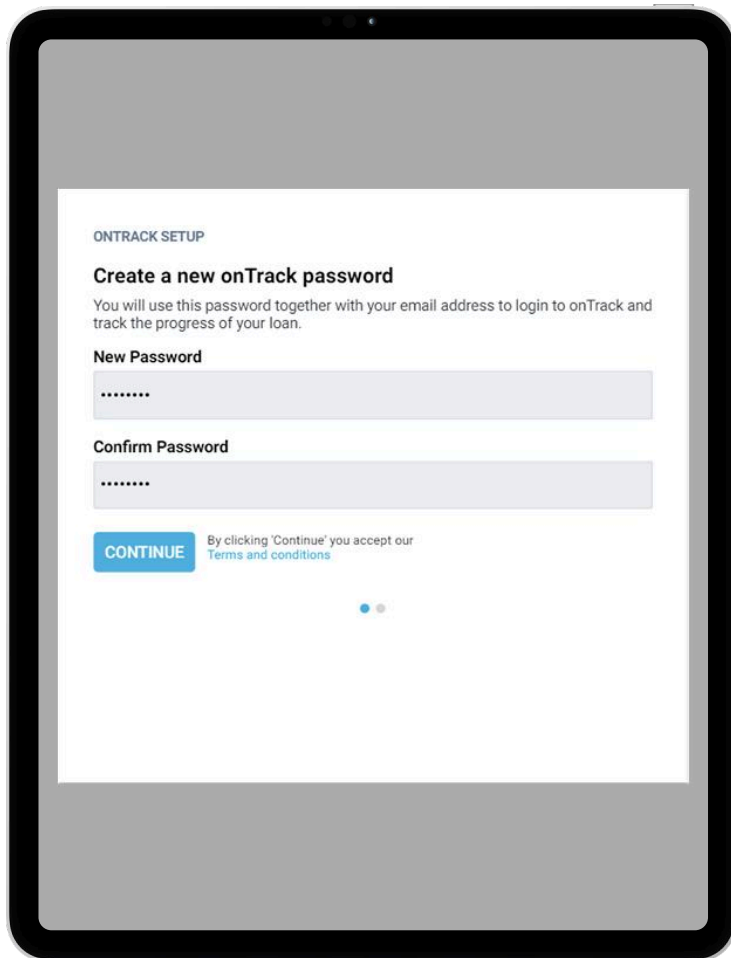 ONTRACK SETUP
Create a new onTrack password
You will use this password together with your email address to login to onTrack and
track the progress of your loan.
New Password
••••••••
Confirm Password
••••••••
CONTINUE
By clicking 'Continue' you accept our
Terms and conditions